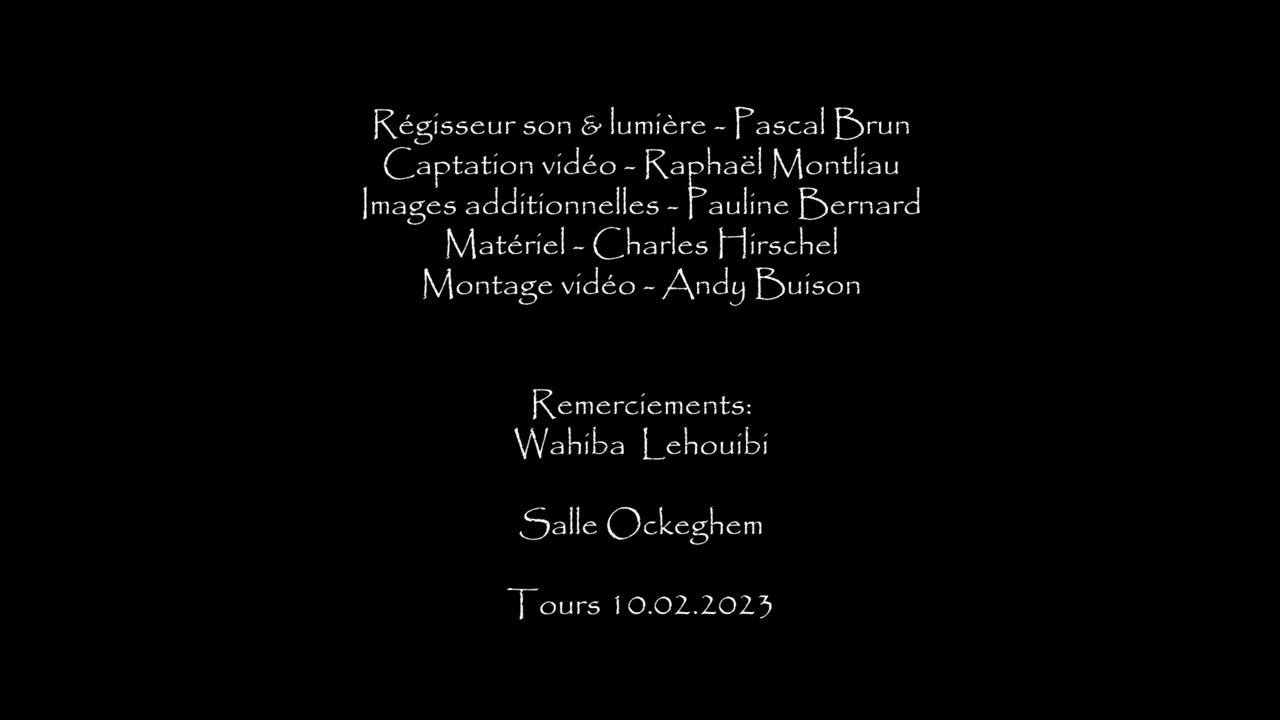 Régisseur son & lumière - Pascal Brun
Captation vidéo - Raphaël Montliau
Images additionnelles - Pauline Bernard
Matériel - Charles Hirschel
Montage vidéo - Andy Buison
Remerciements:
Wahiba Lehouibi
Salle Ockeghem
Tours 10.02.2023